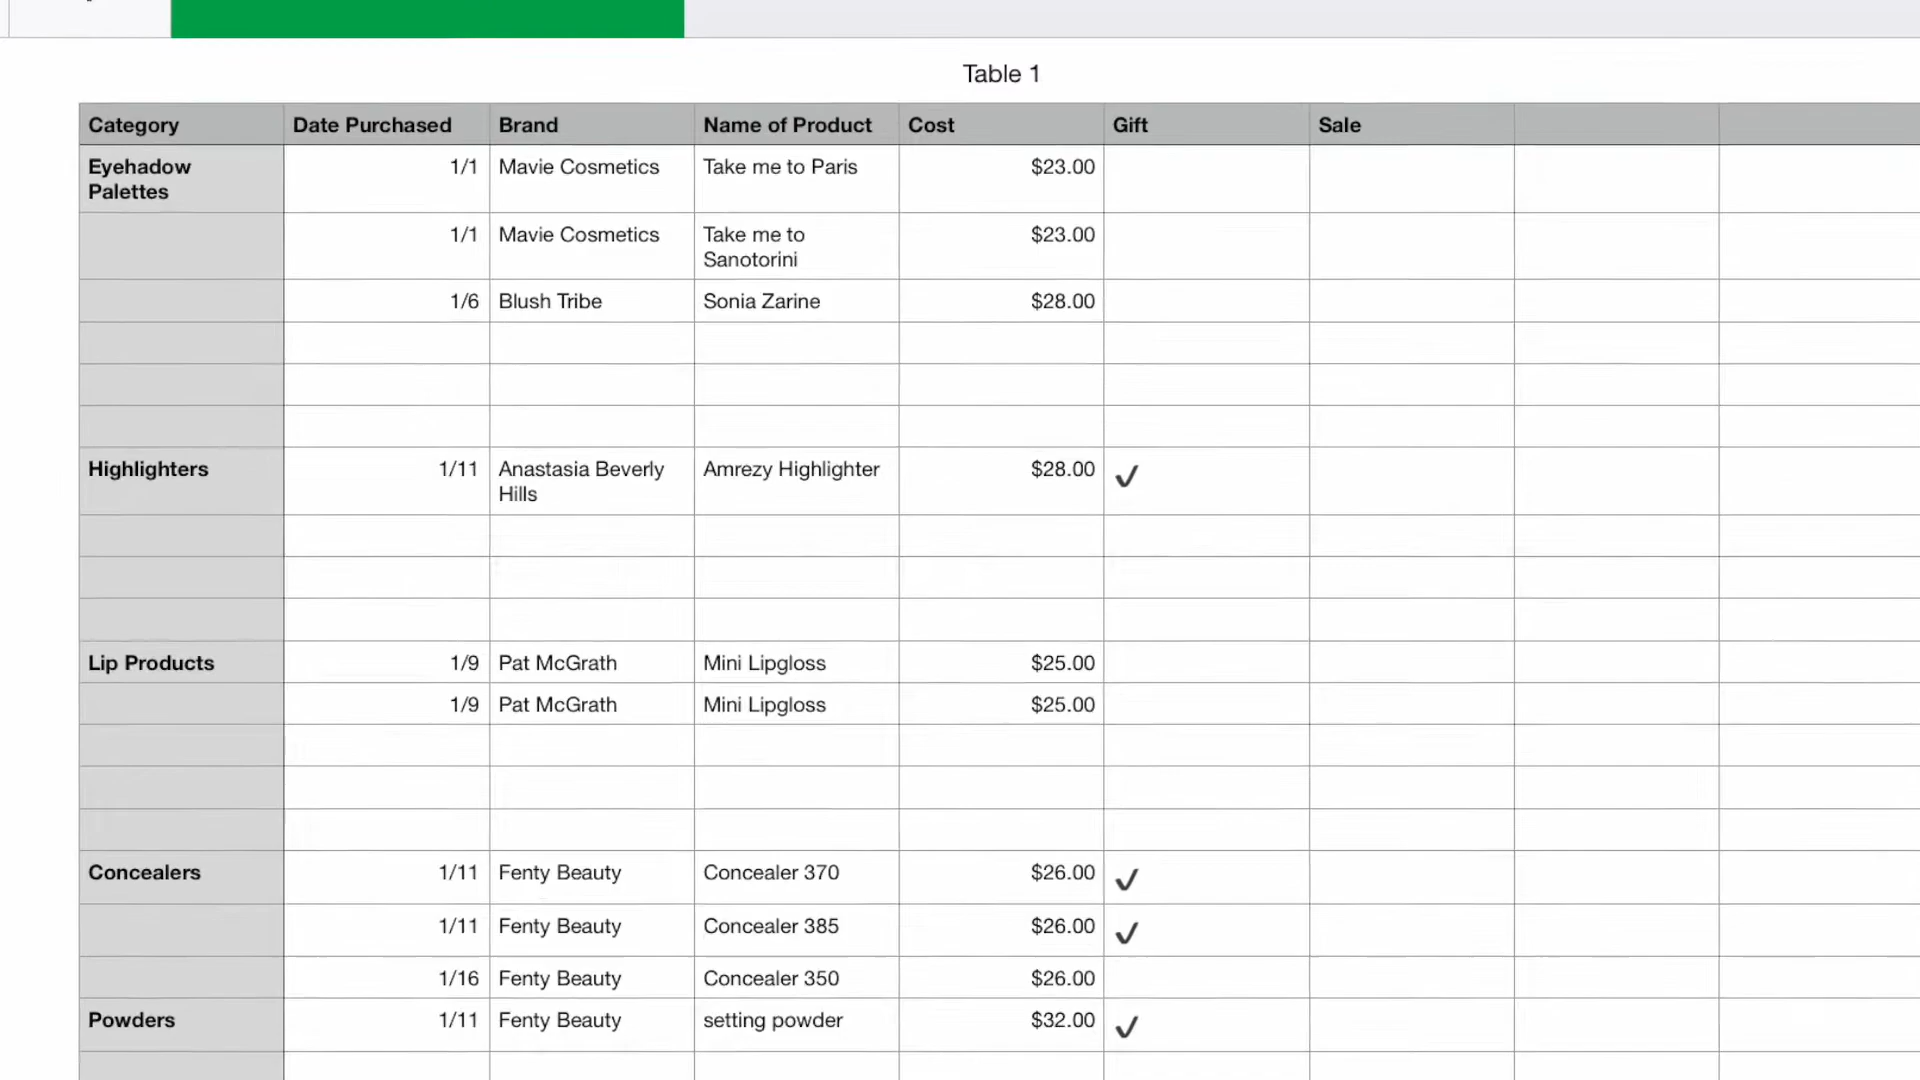 Table 1
Category Date Purchased Brand Name of Product Cost Gift Sale
Eyehadow Palettes 1/1 Mavie Cosmetics Take me to Paris $23.00
1/1 Mavie Cosmetics Take me to Sanotorini $23.00
1/6 Blush Tribe Sonia Zarine $28.00
Highlighters 1/11 Anastasia Beverly Hills Amrezy Highlighter $28.00 ✓
Lip Products 1/9 Pat McGrath Mini Lipgloss $25.00
1/9 Pat McGrath Mini Lipgloss $25.00
Concealers 1/11 Fenty Beauty Concealer 370 $26.00 ✓
1/11 Fenty Beauty Concealer 385 $26.00 ✓
1/16 Fenty Beauty Concealer 350 $26.00
Powders 1/11 Fenty Beauty setting powder $32.00 ✓